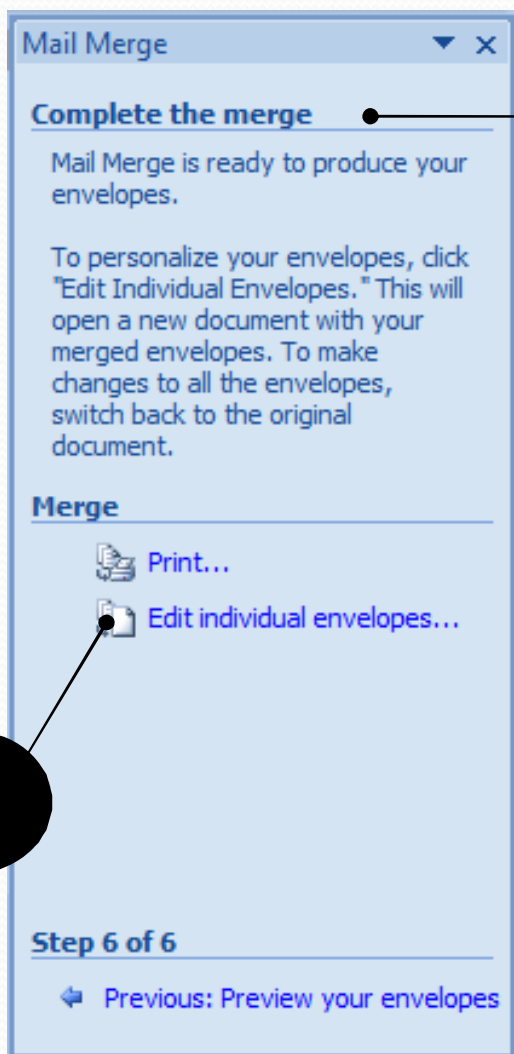 Mail Merge
Complete the merge
Mail Merge is ready to produce your
envelopes.
To personalize your envelopes, click
"Edit Individual Envelopes." This will
open a new document with your
merged envelopes. To make
changes to all the envelopes,
switch back to the original
document.
Merge
Print...
Edit individual envelopes...
Step 6 of 6
Previous: Preview your envelopes